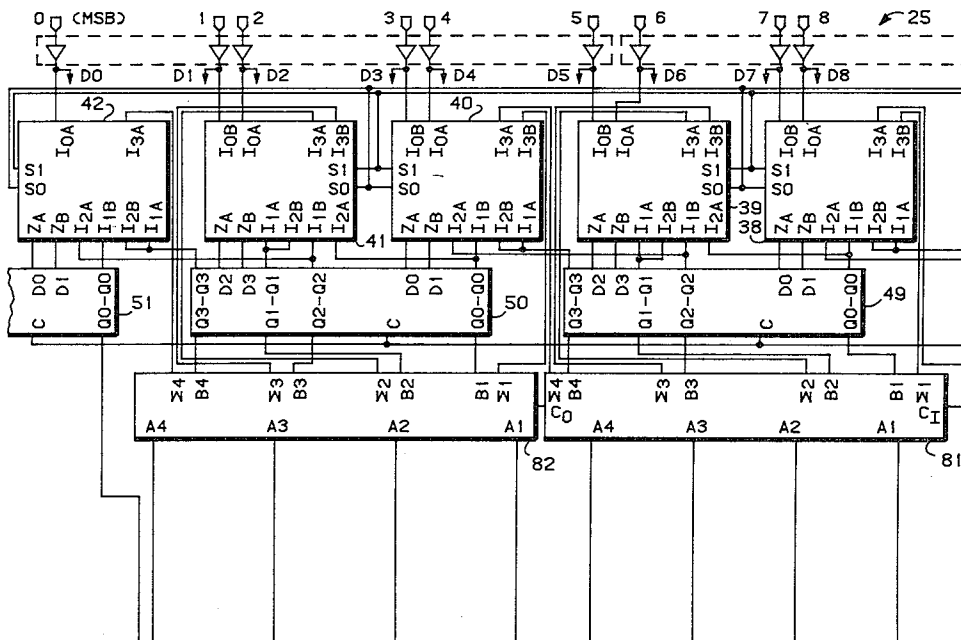 0 (MSB) 1 2 3 4 5 6 7 8 25
D0 D1 D2 D3 D4 D5 D6 D7 D8
42 40
I0A I3A I0B I0A I3A I3B I0B I0A I3A I3B I0B I0A I3A I3B I0B I0A I3A I3B
S1 S1 S1 S1 S1
S0 S0 S0 S0 S0
39
38
ZA ZB I2A I1B I2B I1A ZA ZB I1A I2B I1B I2A ZA ZB I2A I1B I2B I1A ZA ZB I1A I2B I1B I2A ZA ZB I2A I1B I2B I1A
41
D0 D1 Q0-Q0 51 Q3-Q3 D2 D3 Q1-Q1 Q2-Q2 D0 D1 Q0-Q0 50 Q3-Q3 D2 D3 Q1-Q1 Q2-Q2 D0 D1 Q0-Q0 49
C C C
Σ4 B4 Σ3 B3 Σ2 B2 B1 Σ1 Σ4 B4 Σ3 B3 Σ2 B2 B1 Σ1
CO CI
A4 A3 A2 A1 A4 A3 A2 A1
82 81